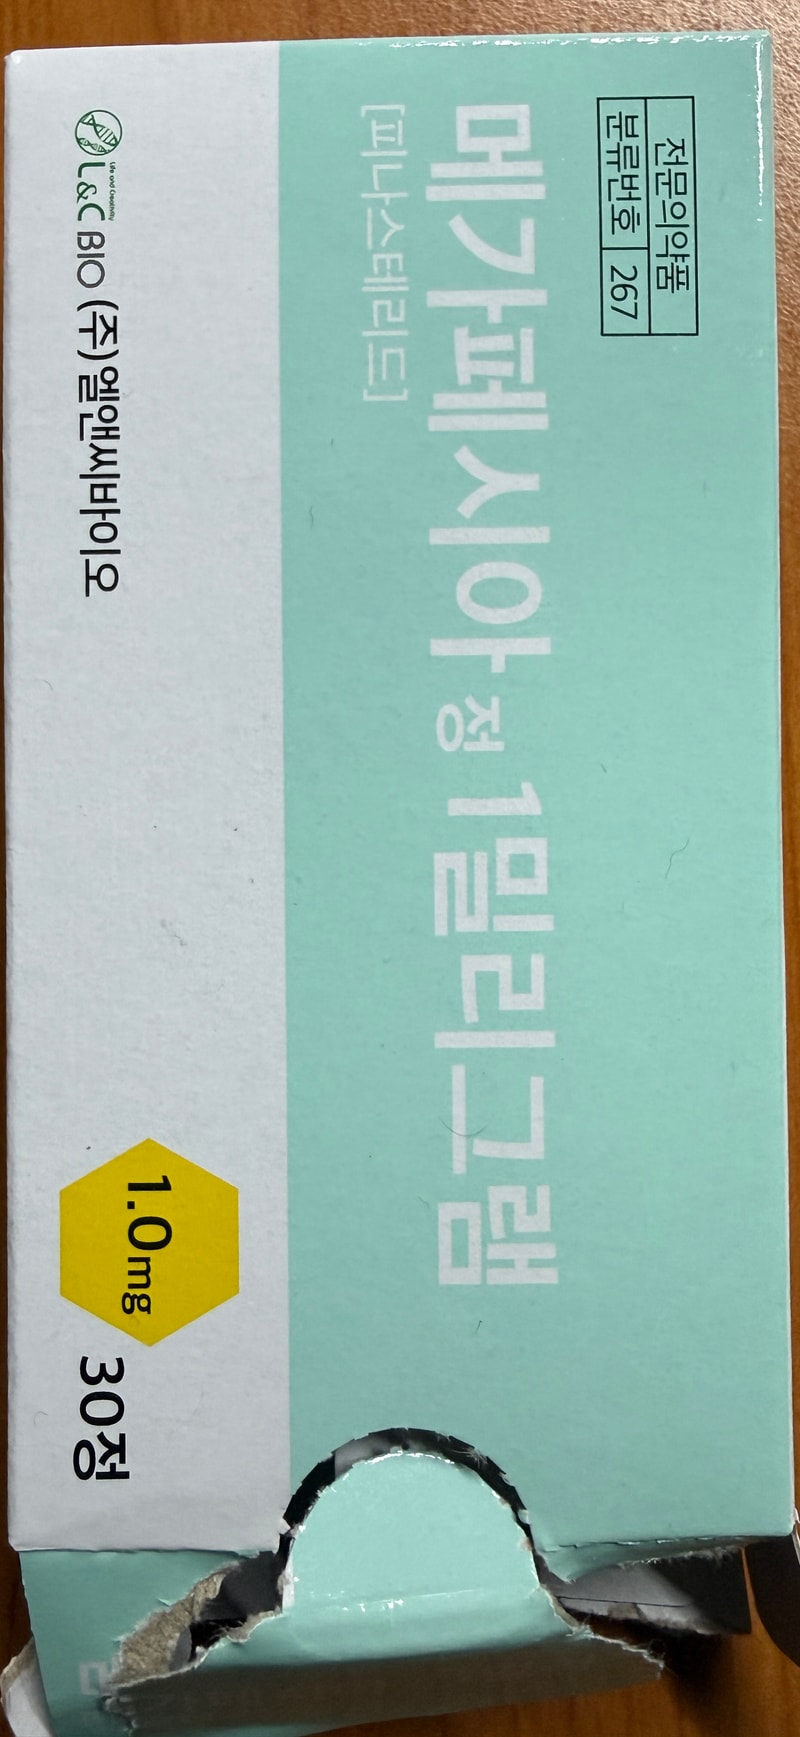 전문의약품
분류번호 267
메가페시아 정 1밀리그램
[피나스테리드]
Life and Creativity
L&C BIO (주)엘앤씨바이오
1.0mg 30정